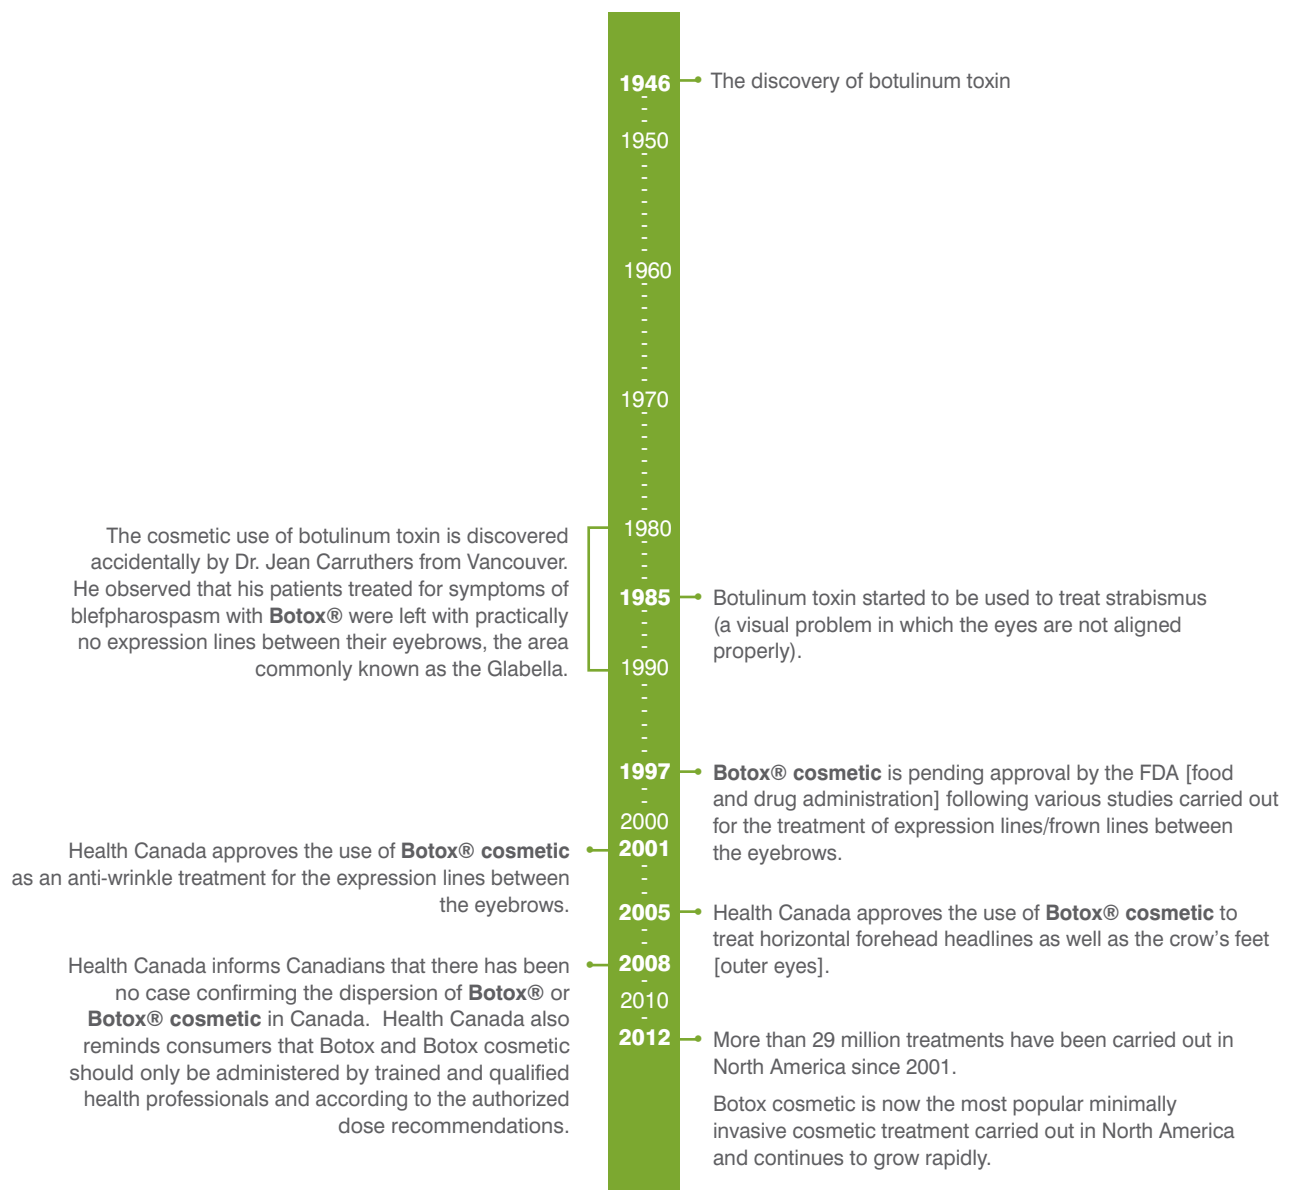 1946
The discovery of botulinum toxin
1950
1960
1970
1980
The cosmetic use of botulinum toxin is discovered
accidentally by Dr. Jean Carruthers from Vancouver.
He observed that his patients treated for symptoms of
blefpharospasm with Botox® were left with practically
no expression lines between their eyebrows, the area
commonly known as the Glabella.
1985
Botulinum toxin started to be used to treat strabismus
(a visual problem in which the eyes are not aligned
properly).
1990
1997
Botox® cosmetic is pending approval by the FDA [food
and drug administration] following various studies carried out
for the treatment of expression lines/frown lines between
the eyebrows.
2000
2001
Health Canada approves the use of Botox® cosmetic
as an anti-wrinkle treatment for the expression lines between
the eyebrows.
2005
Health Canada approves the use of Botox® cosmetic to
treat horizontal forehead headlines as well as the crow's feet
[outer eyes].
2008
Health Canada informs Canadians that there has been
no case confirming the dispersion of Botox® or
Botox® cosmetic in Canada.  Health Canada also
reminds consumers that Botox and Botox cosmetic
should only be administered by trained and qualified
health professionals and according to the authorized
dose recommendations.
2010
2012
More than 29 million treatments have been carried out in
North America since 2001.
Botox cosmetic is now the most popular minimally
invasive cosmetic treatment carried out in North America
and continues to grow rapidly.